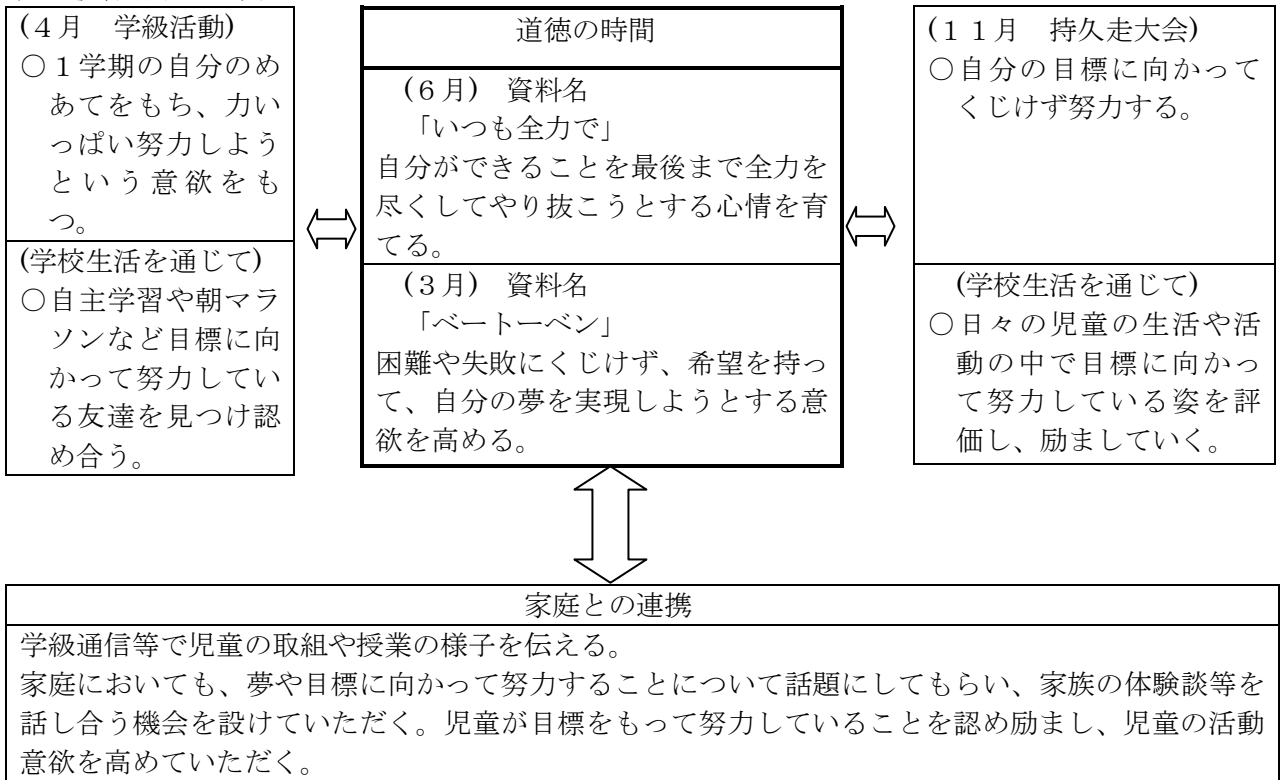 (4月　学級活動)
○1学期の自分のめ
あてをもち、力い
っぱい努力しよう
という意欲をも
つ。
(学校生活を通じて)
○自主学習や朝マラ
ソンなど目標に向
かって努力してい
る友達を見つけ認
め合う。
道徳の時間
(6月)　資料名
「いつも全力で」
自分ができることを最後まで全力を
尽くしてやり抜こうとする心情を育
てる。
(3月)　資料名
「ベートーベン」
困難や失敗にくじけず、希望を持っ
て、自分の夢を実現しようとする意
欲を高める。
(11月　持久走大会)
○自分の目標に向かって
くじけず努力する。
(学校生活を通じて)
○日々の児童の生活や活
動の中で目標に向かっ
て努力している姿を評
価し、励ましていく。
家庭との連携
学級通信等で児童の取組や授業の様子を伝える。
家庭においても、夢や目標に向かって努力することについて話題にしてもらい、家族の体験談等を
話し合う機会を設けていただく。児童が目標をもって努力していることを認め励まし、児童の活動
意欲を高めていただく。